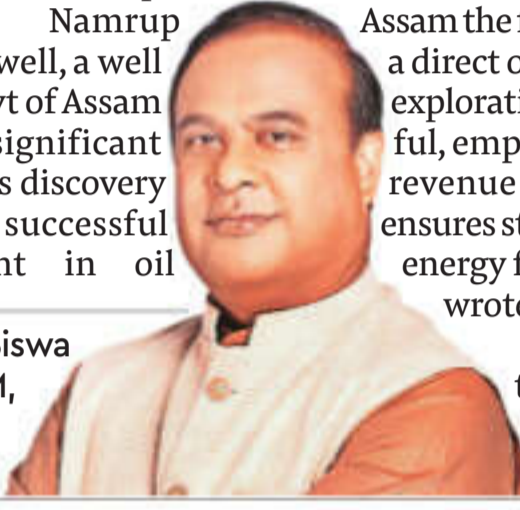 Namrup
well, a well
vt of Assam
significant
s discovery
successful
nt in oil
iswa
Assam the
a direct
explorati
ful, emp
revenue
ensures st
energy f
wrote